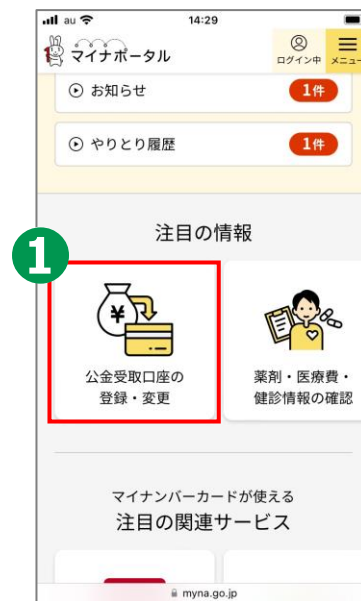 au 14:29
マイナポータル
ログイン中
メニュー
お知らせ 1件
やりとり履歴 1件
注目の情報
1
¥
公金受取口座の
登録・変更
薬剤・医療費・
健診情報の確認
マイナンバーカードが使える
注目の関連サービス
myna.go.jp